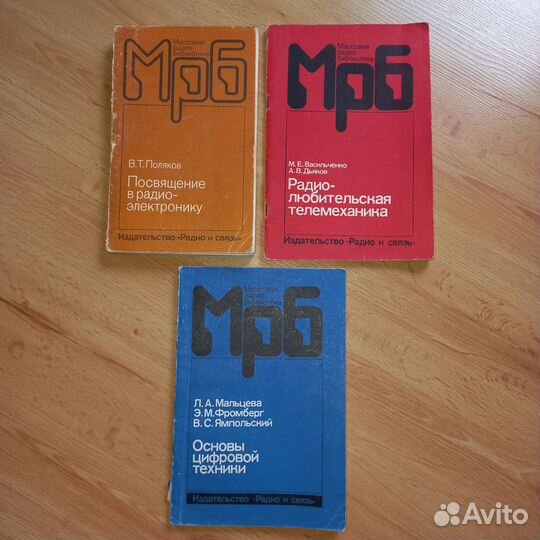 Массовая
радио-
библиотека
Мрб
В.Т. Поляков
Посвящение
в радио-
электронику
Издательство «Радио и связь»
Массовая
радио
библиотека
Мрб
М. Е. Васильченко
А. В. Дьяков
Радио-
любительская
телемеханика
Издательство «Радио и связь»
Массовая
радио
библиотека
Мрб
Л. А. Мальцева
Э. М. Фромберг
В. С. Ямпольский
Основы
цифровой
техники
Издательство «Радио и связь»
Avito